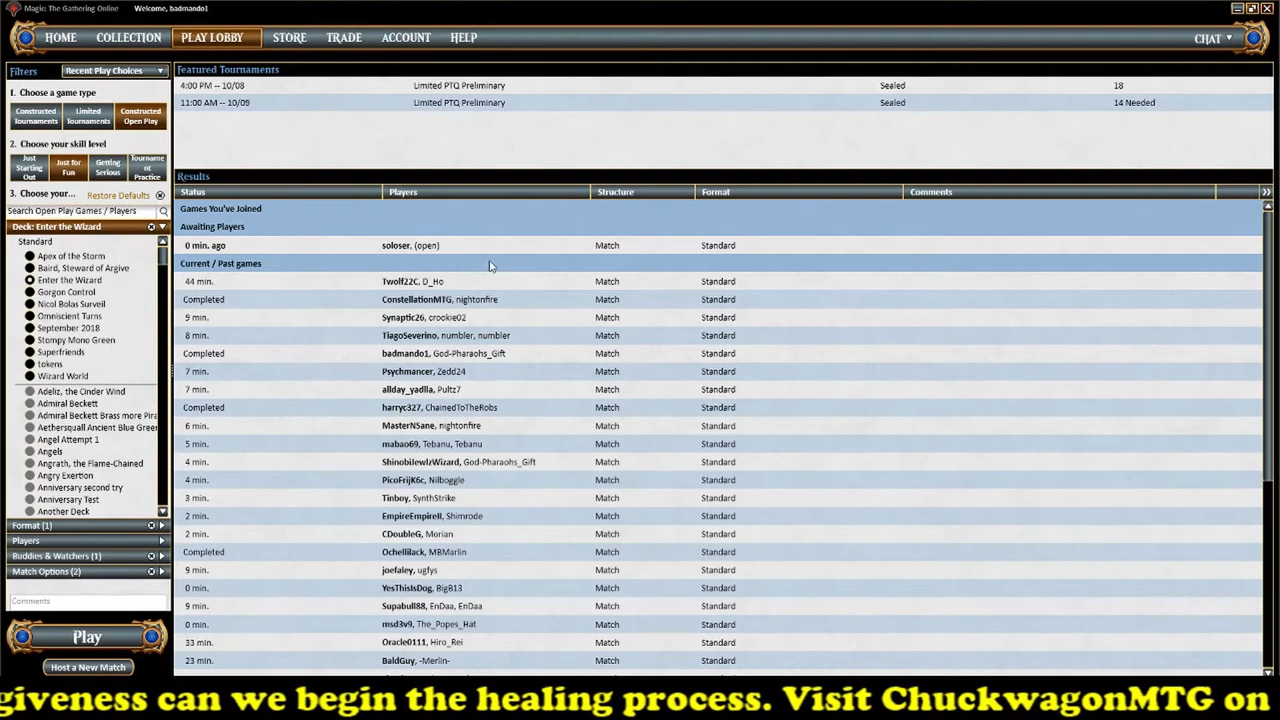 Magic: The Gathering Online Welcome, badmando1
HOME COLLECTION PLAY LOBBY STORE TRADE ACCOUNT HELP CHAT
Filters Recent Play Choices
1. Choose a game type
Constructed Tournaments Limited Tournaments Constructed Open Play
2. Choose your skill level
Just Starting Out Just for Fun Getting Serious Tourname nt Practice
3. Choose your... Restore Defaults
Search Open Play Games / Players
Deck: Enter the Wizard
Standard
Apex of the Storm
Baird, Steward of Argive
Enter the Wizard
Gorgon Control
Nicol Bolas Surveil
Omniscient Turns
September 2018
Stompy Mono Green
Superfriends
tokens
Wizard World
Adeliz, the Cinder Wind
Admiral Beckett
Admiral Beckett Brass more Pira
Aethersquall Ancient Blue Green
Angel Attempt 1
Angels
Angrath, the Flame-Chained
Angry Exertion
Anniversary second try
Anniversary Test
Another Deck
Format (1)
Players
Buddies & Watchers (1)
Match Options (2)
Comments
Play
Host a New Match
Featured Tournaments
4:00 PM -- 10/08 Limited PTQ Preliminary Sealed 18
11:00 AM -- 10/09 Limited PTQ Preliminary Sealed 14 Needed
Results
Status Players Structure Format Comments
Games You've Joined
Awaiting Players
0 min. ago soloser, (open) Match Standard
Current / Past games
44 min. Twolf22C, D_Ho Match Standard
Completed ConstellationMTG, nightonfire Match Standard
9 min. Synaptic26, crookie02 Match Standard
8 min. TiagoSeverino, numbler, numbler Match Standard
Completed badmando1, God-Pharaohs_Gift Match Standard
7 min. Psychmancer, Zedd24 Match Standard
7 min. allday_yadlla, Pultz7 Match Standard
Completed harryc327, ChainedToTheRobs Match Standard
6 min. MasterNSane, nightonfire Match Standard
5 min. mabao69, Tebanu, Tebanu Match Standard
4 min. ShinobiJewIzWizard, God-Pharaohs_Gift Match Standard
4 min. PicoFrijK6c, Nilboggle Match Standard
3 min. Tinboy, SynthStrike Match Standard
2 min. EmpireEmpireII, Shimrode Match Standard
2 min. CDoubleG, Morian Match Standard
Completed Ochellilack, MBMarlin Match Standard
9 min. joefaley, ugfys Match Standard
0 min. YesThisIsDog, BigB13 Match Standard
9 min. Supabull88, EnDaa, EnDaa Match Standard
0 min. msd3v9, The_Popes_Hat Match Standard
33 min. Oracle0111, Hiro_Rei Match Standard
23 min. BaldGuy, -Merlin- Match Standard
giveness can we begin the healing process. Visit ChuckwagonMTG on